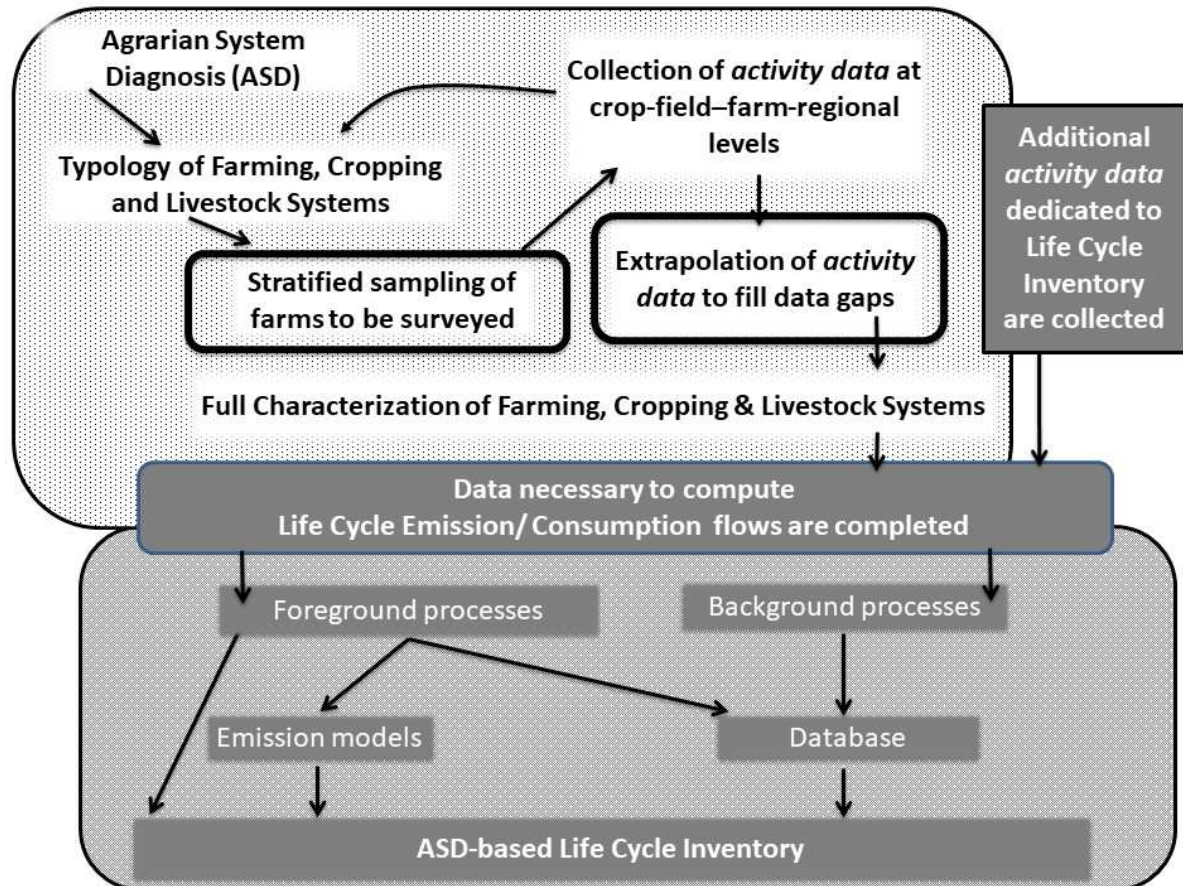 Agrarian System
Diagnosis (ASD)
Collection of activity data at
crop-field–farm-regional
levels
Typology of Farming, Cropping
and Livestock Systems
Stratified sampling of
farms to be surveyed
Extrapolation of activity
data to fill data gaps
Additional
activity data
dedicated to
Life Cycle
Inventory
are collected
Full Characterization of Farming, Cropping & Livestock Systems
Data necessary to compute
Life Cycle Emission/ Consumption flows are completed
Foreground processes
Background processes
Emission models
Database
ASD-based Life Cycle Inventory